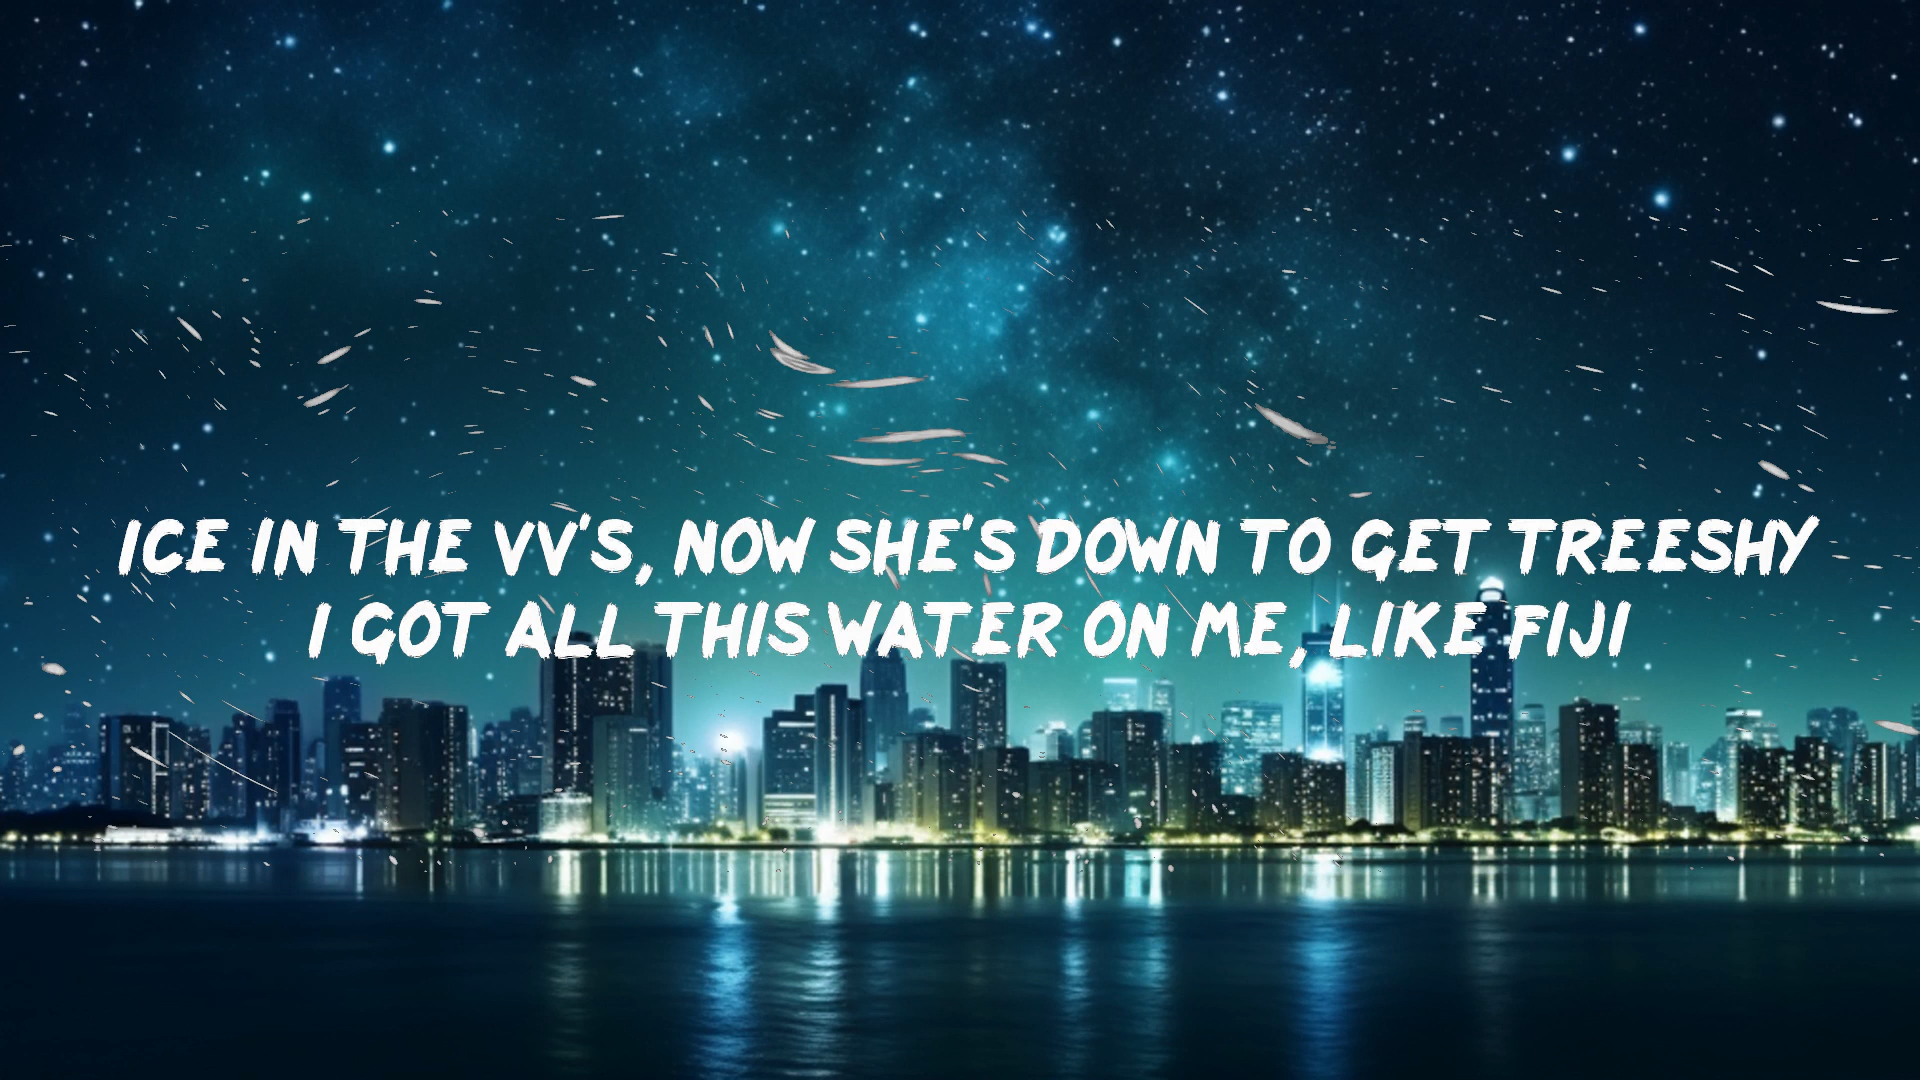 ICE IN THE VV'S, NOW SHE'S DOWN TO GET TREESHY
I GOT ALL THIS WATER ON ME, LIKE FIJI